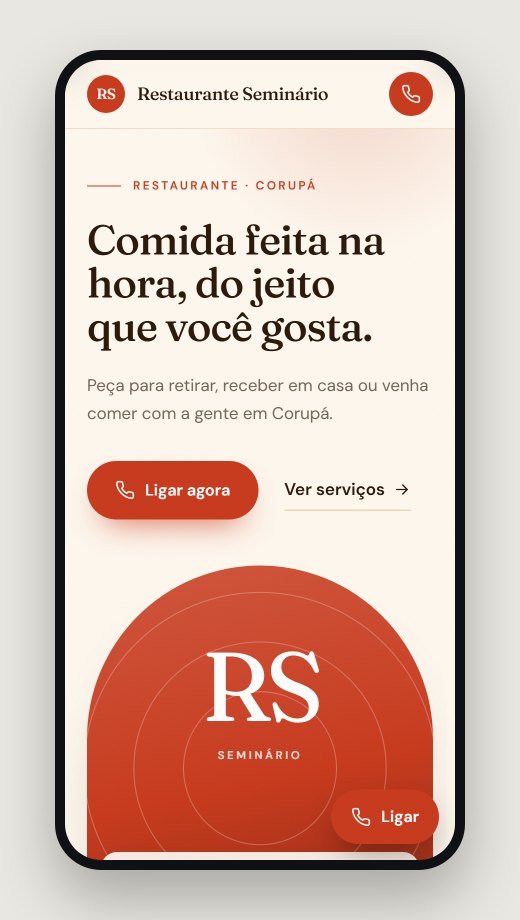 RS Restaurante Seminário
RESTAURANTE · CORUPÁ
Comida feita na
hora, do jeito
que você gosta.
Peça para retirar, receber em casa ou venha
comer com a gente em Corupá.
Ligar agora
Ver serviços →
RS
SEMINÁRIO
Ligar